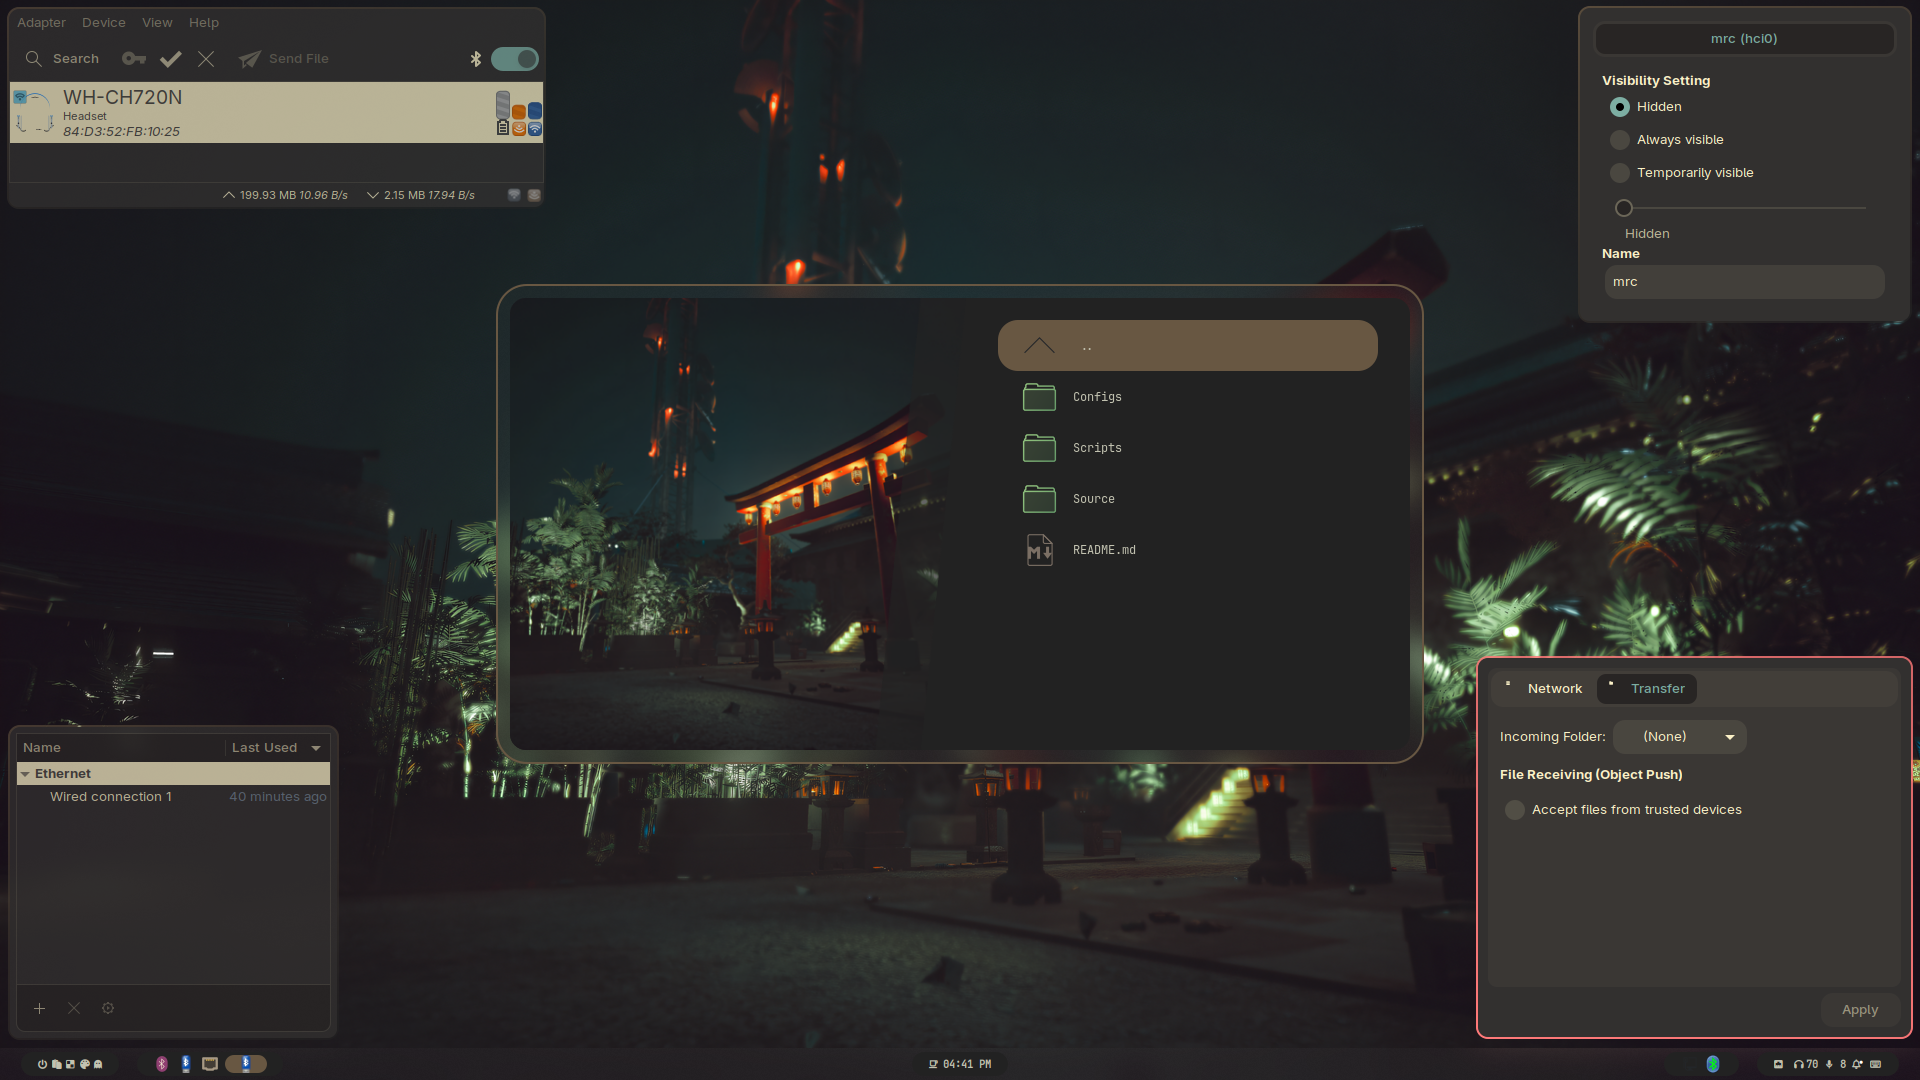 Adapter Device View Help
Search Send File
WH-CH720N
Headset
84:D3:52:FB:10:25
199.93 MB 10.96 B/s 2.15 MB 17.94 B/s
mrc (hci0)
Visibility Setting
Hidden
Always visible
Temporarily visible
Hidden
Name
mrc
..
Configs
Scripts
Source
README.md
Name Last Used
Ethernet
Wired connection 1 40 minutes ago
Network Transfer
Incoming Folder: (None)
File Receiving (Object Push)
Accept files from trusted devices
Apply
04:41 PM
70 8